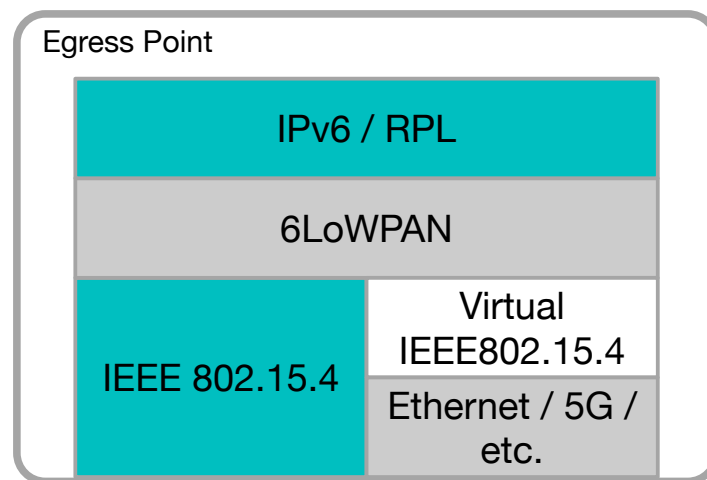 Egress Point
IPv6 / RPL
6LoWPAN
IEEE 802.15.4
Virtual
IEEE802.15.4
Ethernet / 5G /
etc.